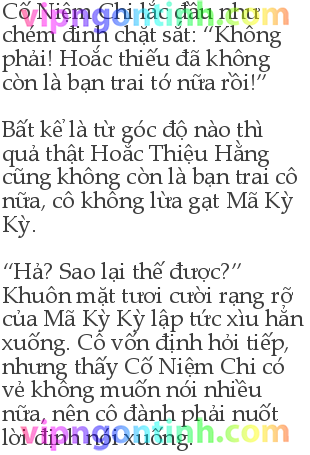 Cố Niệm Chi lắc đầu như
chém đinh chặt sắt: “Không
phải! Hoắc thiếu đã không
còn là bạn trai tớ nữa rồi!”
Bất kể là từ góc độ nào thì
quả thật Hoắc Thiệu Hằng
cũng không còn là bạn trai cô
nữa, cô không lừa gạt Mã Kỳ
Kỳ.
“Hả? Sao lại thế được?”
Khuôn mặt tươi cười rạng rỡ
của Mã Kỳ Kỳ lập tức xìu hẳn
xuống. Cô vốn định hỏi tiếp,
nhưng thấy Cố Niệm Chi có
vẻ không muốn nói nhiều
nữa, nên cô đành phải nuốt
lời định nói xuống.
vipngontinh.com
vipngontinh.com